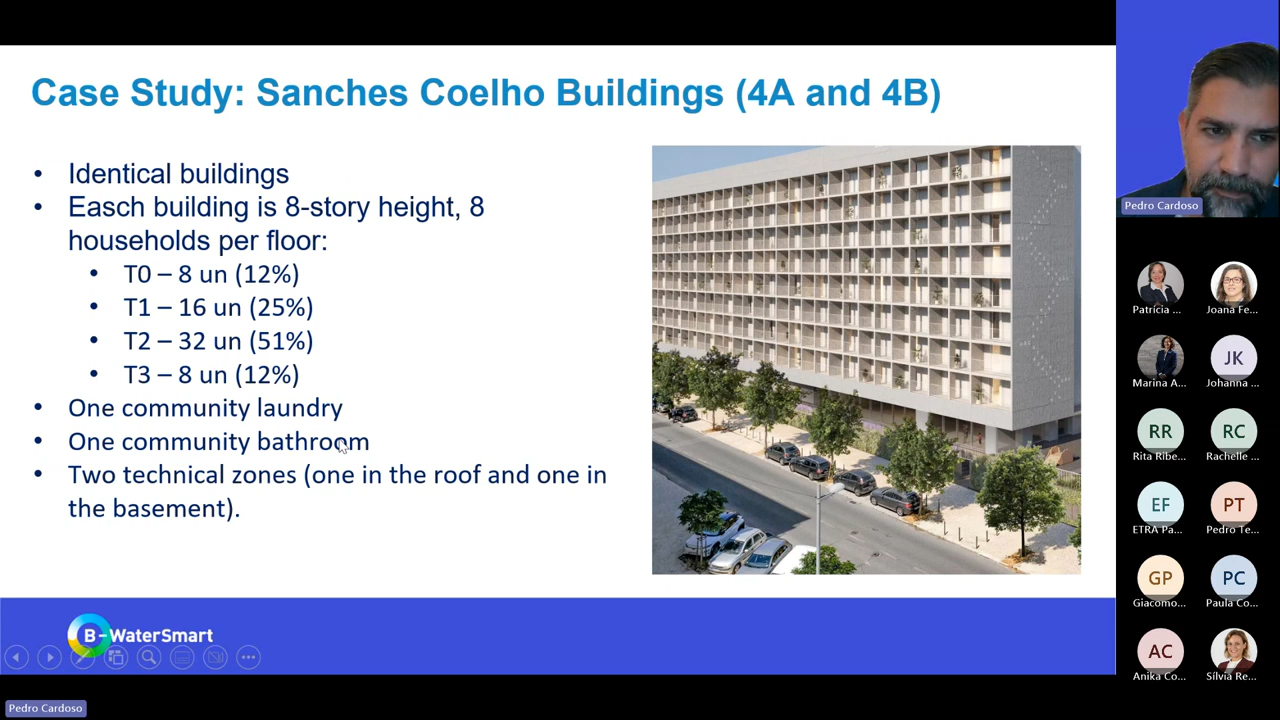 Case Study: Sanches Coelho Buildings (4A and 4B)
• Identical buildings
• Easch building is 8-story height, 8
households per floor:
• T0 – 8 un (12%)
• T1 – 16 un (25%)
• T2 – 32 un (51%)
• T3 – 8 un (12%)
• One community laundry
• One community bathroom
• Two technical zones (one in the roof and one in
the basement).
B-WaterSmart
Pedro Cardoso
Pedro Cardoso
Patrícia ...
Joana Fe...
Marina A...
JK
Johanna ...
RR
Rita Ribe...
RC
Rachelle ...
EF
ETRA Pa...
PT
Pedro Te...
GP
Giacomo...
PC
Paula Co...
AC
Anika Co...
Sílvia Re...